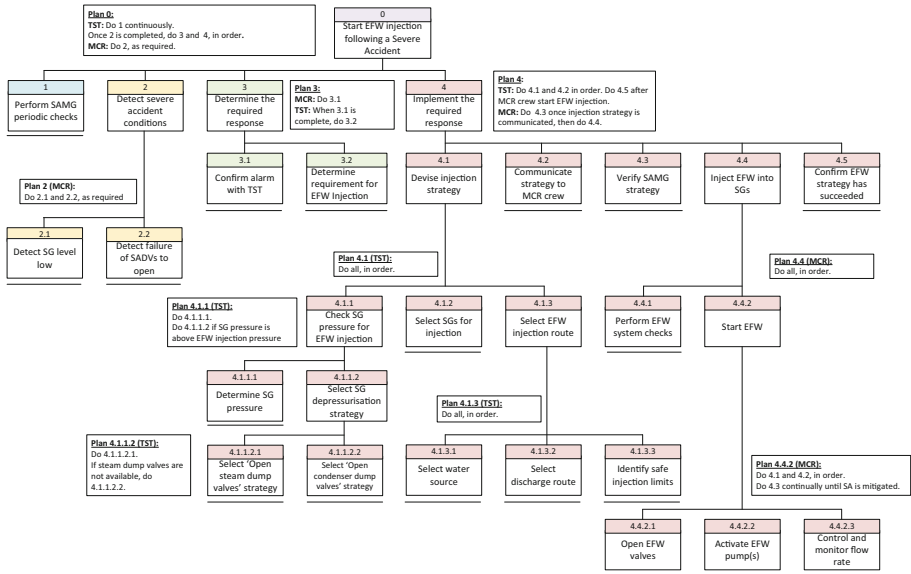 Plan 0:
TST: Do 1 continuously.
Once 2 is completed, do 3 and 4, in order.
MCR: Do 2, as required.
0
Start EFW injection
following a Severe
Accident
1
Perform SAMG
periodic checks
2
Detect severe
accident
conditions
3
Determine the
required
response
Plan 3:
MCR: Do 3.1
TST: When 3.1 is
complete, do 3.2
4
Implement the
required
response
Plan 4:
TST: Do 4.1 and 4.2 in order. Do 4.5 after
MCR crew start EFW injection.
MCR: Do 4.3 once injection strategy is
communicated, then do 4.4.
3.1
Confirm alarm
with TST
3.2
Determine
requirement for
EFW Injection
4.1
Devise injection
strategy
4.2
Communicate
strategy to
MCR crew
4.3
Verify SAMG
strategy
4.4
Inject EFW into
SGs
4.5
Confirm EFW
strategy has
succeeded
Plan 2 (MCR):
Do 2.1 and 2.2, as required
2.1
Detect SG level
low
2.2
Detect failure
of SADVs to
open
Plan 4.1 (TST):
Do all, in order.
Plan 4.4 (MCR):
Do all, in order.
Plan 4.1.1 (TST):
Do 4.1.1.1.
Do 4.1.1.2 if SG pressure is
above EFW injection pressure
4.1.1
Check SG
pressure for
EFW injection
4.1.2
Select SGs for
injection
4.1.3
Select EFW
injection route
4.4.1
Perform EFW
system checks
4.4.2
Start EFW
4.1.1.1
Determine SG
pressure
4.1.1.2
Select SG
depressurisation
strategy
Plan 4.1.3 (TST):
Do all, in order.
Plan 4.1.1.2 (TST):
Do 4.1.1.2.1.
If steam dump valves are
not available, do
4.1.1.2.2.
4.1.1.2.1
Select 'Open
steam dump
valves' strategy
4.1.1.2.2
Select 'Open
condenser dump
valves' strategy
4.1.3.1
Select water
source
4.1.3.2
Select
discharge route
4.1.3.3
Identify safe
injection limits
Plan 4.4.2 (MCR):
Do 4.1 and 4.2, in order.
Do 4.3 continually until SA is mitigated.
4.4.2.1
Open EFW
valves
4.4.2.2
Activate EFW
pump(s)
4.4.2.3
Control and
monitor flow
rate